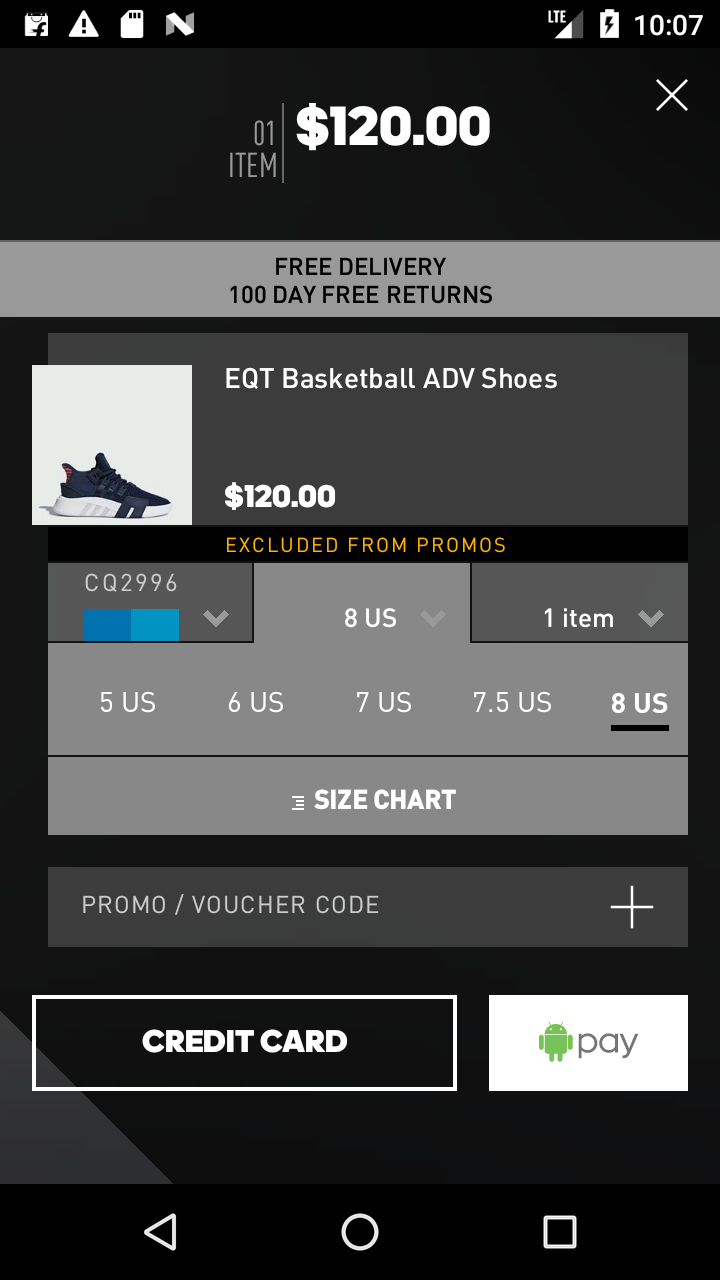 LTE 10:07
01
ITEM
$120.00
FREE DELIVERY
100 DAY FREE RETURNS
EQT Basketball ADV Shoes
$120.00
EXCLUDED FROM PROMOS
CQ2996
8 US
1 item
5 US 6 US 7 US 7.5 US 8 US
SIZE CHART
PROMO / VOUCHER CODE
CREDIT CARD
pay